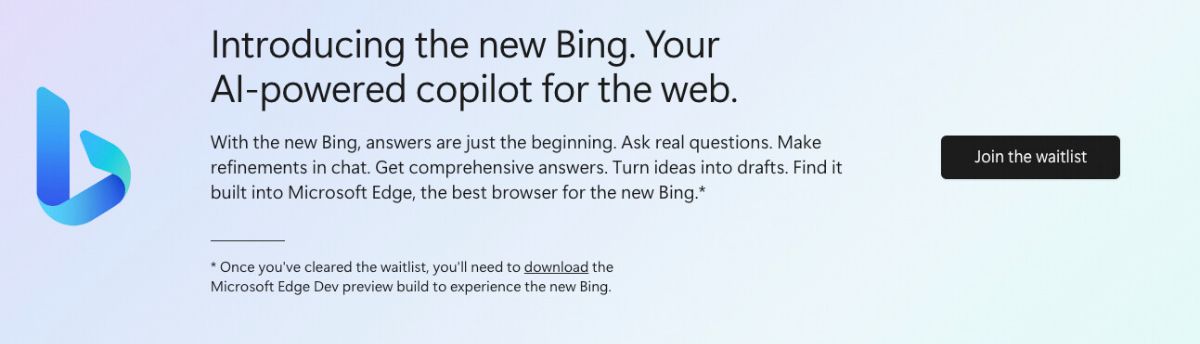 Introducing the new Bing. Your
AI-powered copilot for the web.
With the new Bing, answers are just the beginning. Ask real questions. Make
refinements in chat. Get comprehensive answers. Turn ideas into drafts. Find it
built into Microsoft Edge, the best browser for the new Bing.*
Join the waitlist
* Once you've cleared the waitlist, you'll need to download the
Microsoft Edge Dev preview build to experience the new Bing.